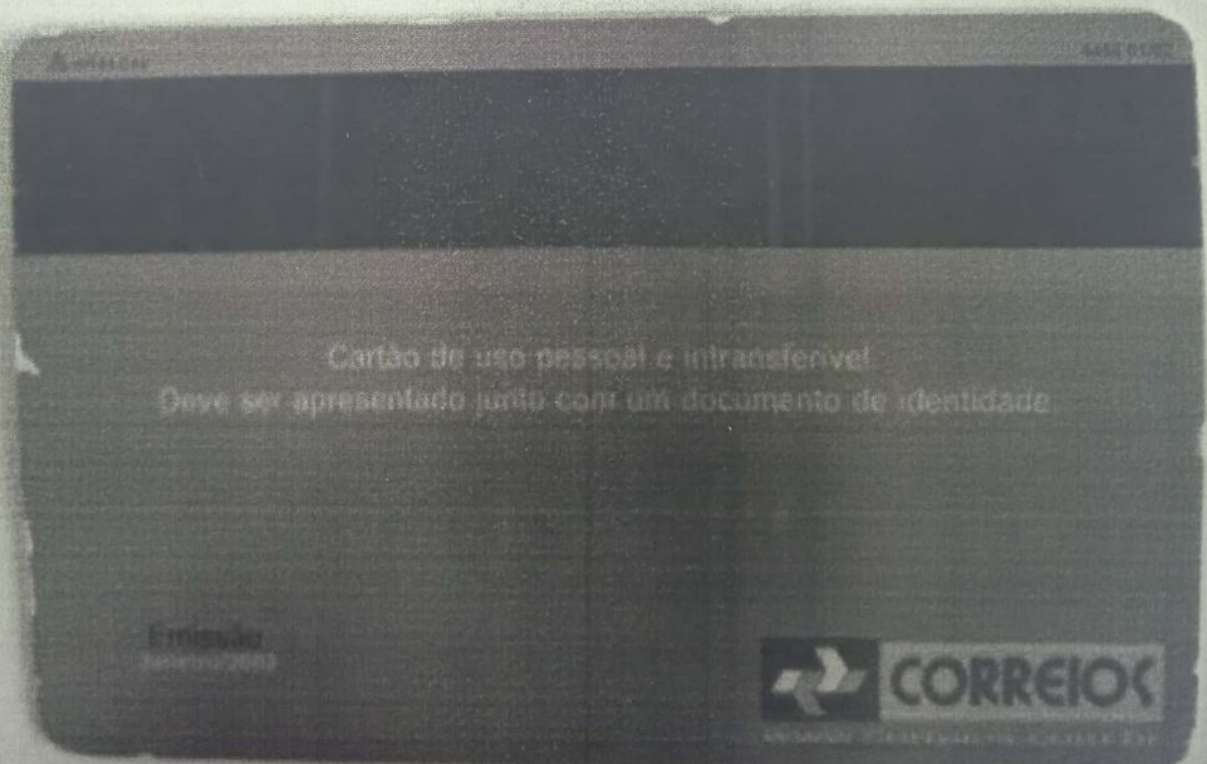 Cartão de uso pessoal e intransferível
Deve ser apresentado junto com um documento de identidade
Emissão
CORREIOS